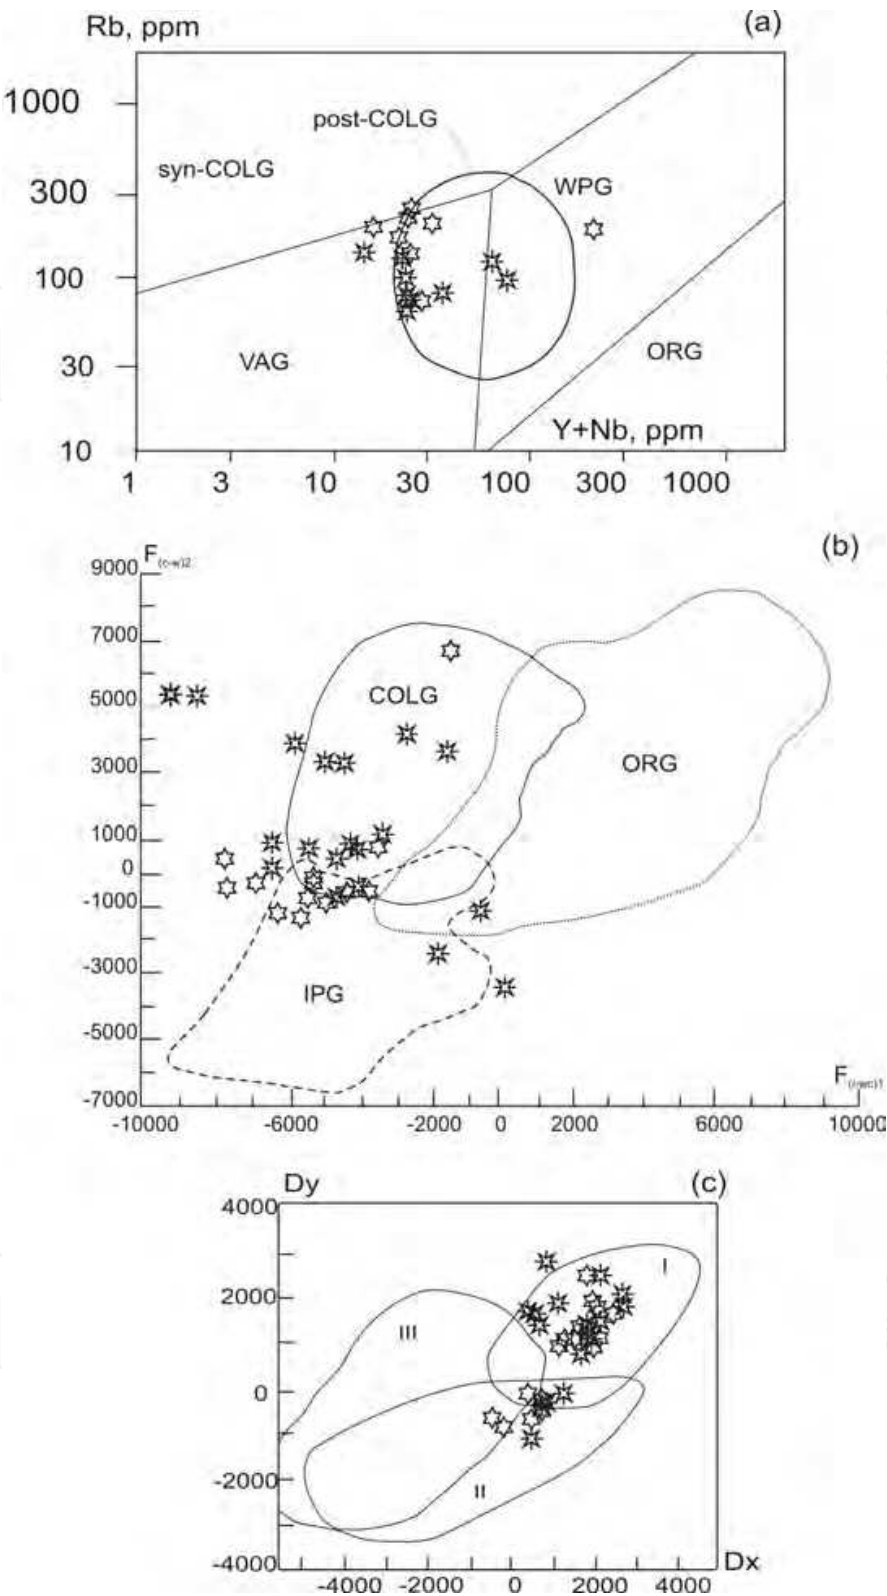 Rb, ppm
(a)
1000
post-COLG
syn-COLG
300
WPG
100
ORG
VAG
30
Y+Nb, ppm
10
1 3 10 30 100 300 1000
(b)
9000
7000
COLG
5000
ORG
3000
1000
0
-1000
-3000
IPG
-5000
-7000
-10000 -6000 -2000 0 2000 6000 10000
Dy
(c)
4000
I
2000
III
0
-2000
II
-4000
Dx
-4000 -2000 0 2000 4000